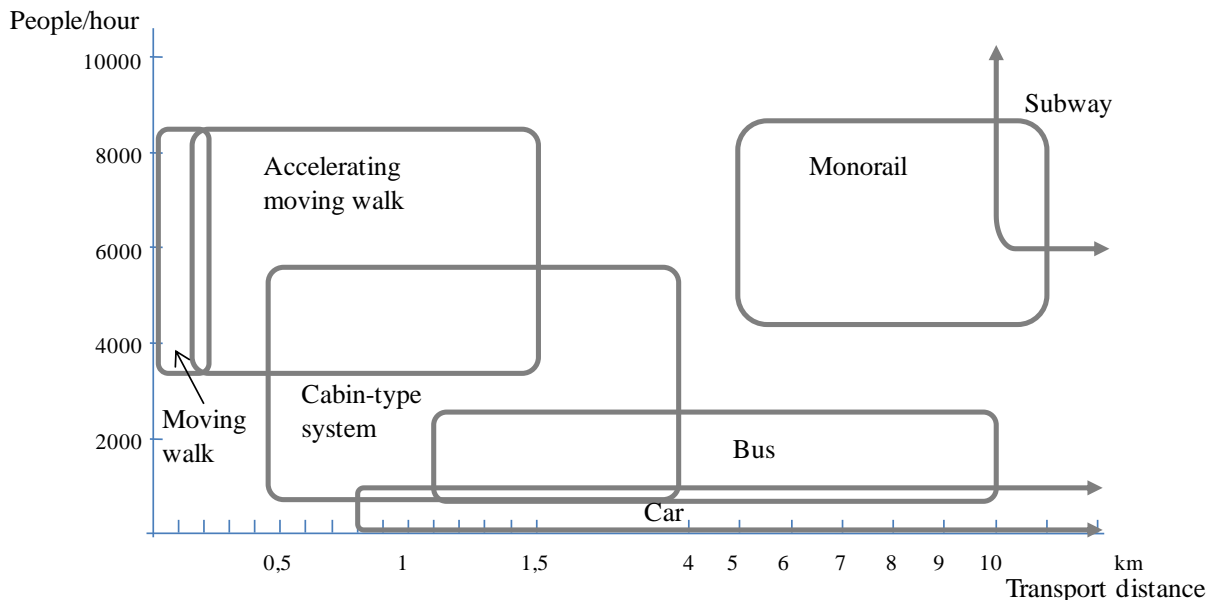 People/hour
10000
Subway
8000
Accelerating
moving walk
Monorail
6000
4000
Cabin-type
system
Moving
walk
2000
Bus
Car
0,5 1 1,5 4 5 6 7 8 9 10 km
Transport distance